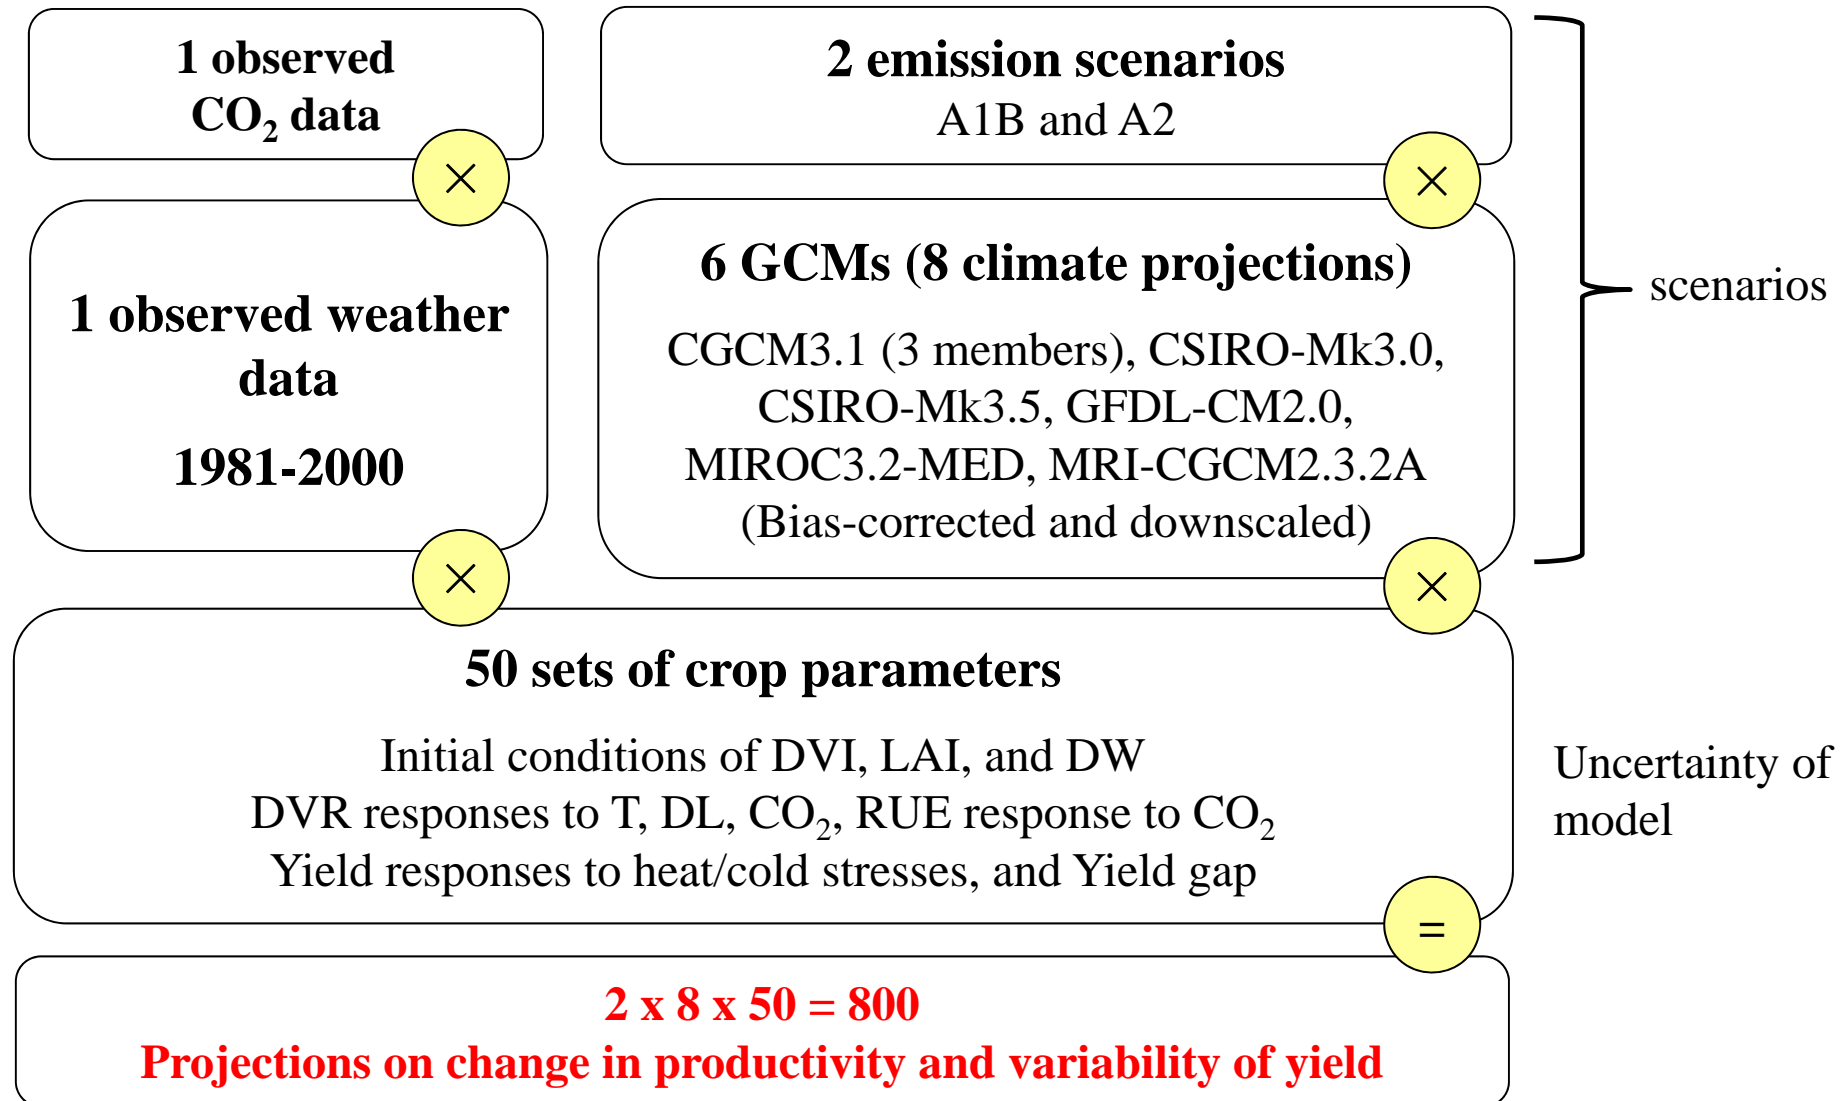 1 observed
CO₂ data
2 emission scenarios
A1B and A2
×
×
1 observed weather
data
1981-2000
6 GCMs (8 climate projections)
CGCM3.1 (3 members), CSIRO-Mk3.0,
CSIRO-Mk3.5, GFDL-CM2.0,
MIROC3.2-MED, MRI-CGCM2.3.2A
(Bias-corrected and downscaled)
scenarios
×
×
50 sets of crop parameters
Initial conditions of DVI, LAI, and DW
DVR responses to T, DL, CO₂, RUE response to CO₂
Yield responses to heat/cold stresses, and Yield gap
Uncertainty of
model
=
2 x 8 x 50 = 800
Projections on change in productivity and variability of yield